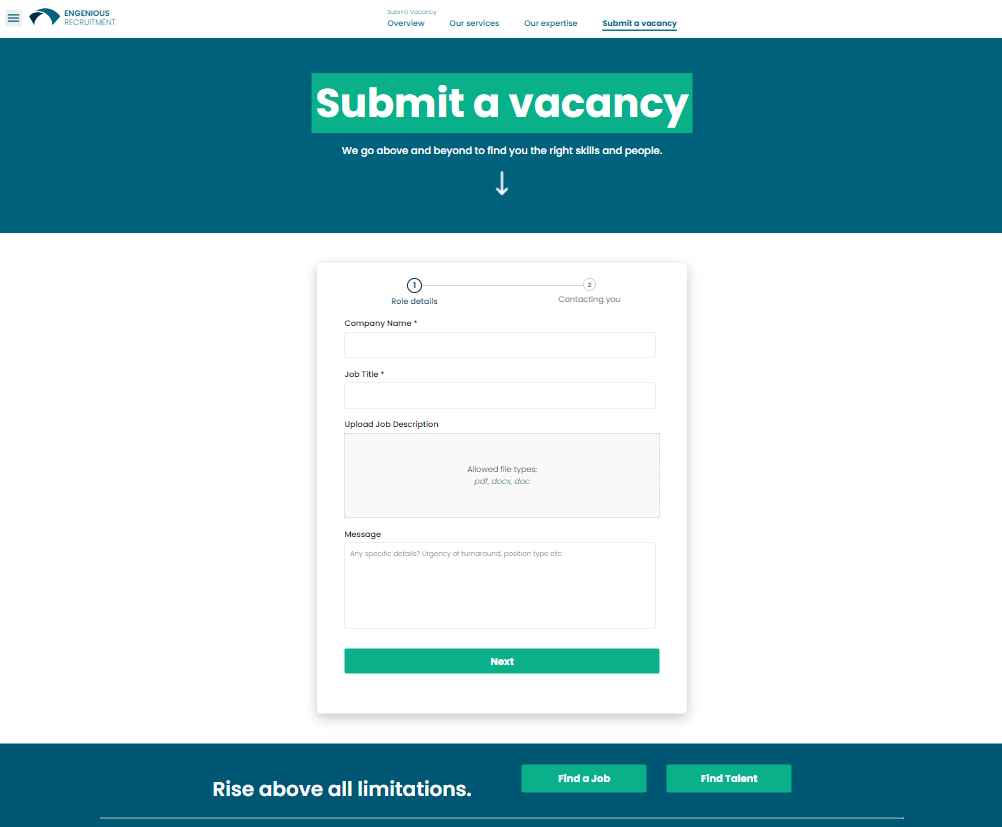 ENGENIOUS
RECRUITMENT
Submit Vacancy
Overview Our services Our expertise Submit a vacancy
Submit a vacancy
We go above and beyond to find you the right skills and people.
1 2
Role details Contacting you
Company Name *
Job Title *
Upload Job Description
Allowed file types:
pdf, docx, doc
Message
Any specific details? Urgency of turnaround, position type etc.
Next
Rise above all limitations. Find a Job Find Talent